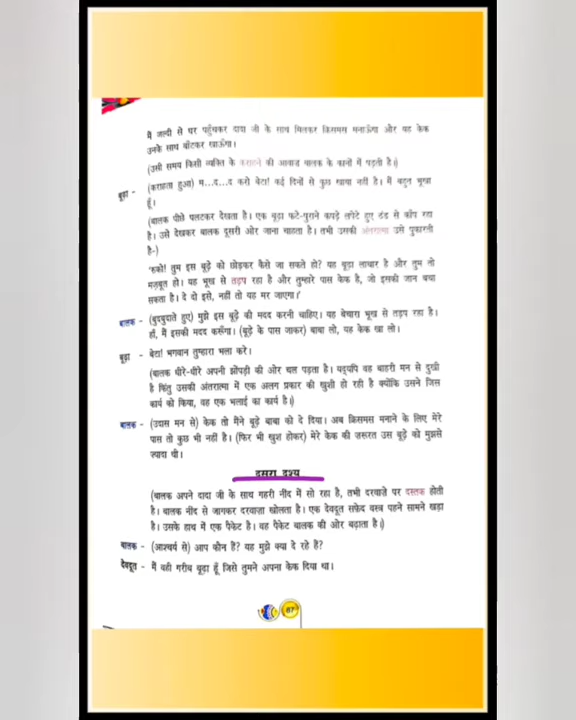 मैं जल्दी से घर पहुँचकर दादा जी के साथ मिलकर क्रिसमस मनाऊँगा और यह केक
उनके साथ बाँटकर खाऊँगा।
(उसी समय किसी व्यक्ति के कराहने की आवाज़ बालक के कानों में पड़ती है।)
बूढ़ा - (कराहता हुआ) म...द...द करो बेटा! कई दिनों से कुछ खाया नहीं है। मैं बहुत भूखा
हूँ।
(बालक पीछे पलटकर देखता है। एक बूढ़ा फटे-पुराने कपड़े लपेटे हुए ठंड से काँप रहा
है। उसे देखकर बालक दूसरी ओर जाना चाहता है। तभी उसकी अंतरात्मा उसे पुकारती
है-)
'रुको! तुम इस बूढ़े को छोड़कर कैसे जा सकते हो? यह बूढ़ा लाचार है और तुम तो
मज़बूत हो। यह भूख से तड़प रहा है और तुम्हारे पास केक है, जो इसकी जान बचा
सकता है। दे दो इसे, नहीं तो यह मर जाएगा।'
बालक - (बुदबुदाते हुए) मुझे इस बूढ़े की मदद करनी चाहिए। यह बेचारा भूख से तड़प रहा है।
हाँ, मैं इसकी मदद करूँगा। (बूढ़े के पास जाकर) बाबा लो, यह केक खा लो।
बूढ़ा - बेटा! भगवान तुम्हारा भला करे।
(बालक धीरे-धीरे अपनी झोंपड़ी की ओर चल पड़ता है। यद्यपि वह बाहरी मन से दुखी
है किंतु उसकी अंतरात्मा में एक अलग प्रकार की खुशी हो रही है क्योंकि उसने जिस
कार्य को किया, वह एक भलाई का कार्य है।)
बालक - (उदास मन से) केक तो मैंने बूढ़े बाबा को दे दिया। अब क्रिसमस मनाने के लिए मेरे
पास तो कुछ भी नहीं है। (फिर भी खुश होकर) मेरे केक की ज़रूरत उस बूढ़े को मुझसे
ज़्यादा थी।
दूसरा दृश्य
(बालक अपने दादा जी के साथ गहरी नींद में सो रहा है, तभी दरवाज़े पर दस्तक होती
है। बालक नींद से जागकर दरवाज़ा खोलता है। एक देवदूत सफ़ेद वस्त्र पहने सामने खड़ा
है। उसके हाथ में एक पैकेट है। वह पैकेट बालक की ओर बढ़ाता है।)
बालक - (आश्चर्य से) आप कौन हैं? यह मुझे क्या दे रहे हैं?
देवदूत - मैं वही गरीब बूढ़ा हूँ जिसे तुमने अपना केक दिया था।
87